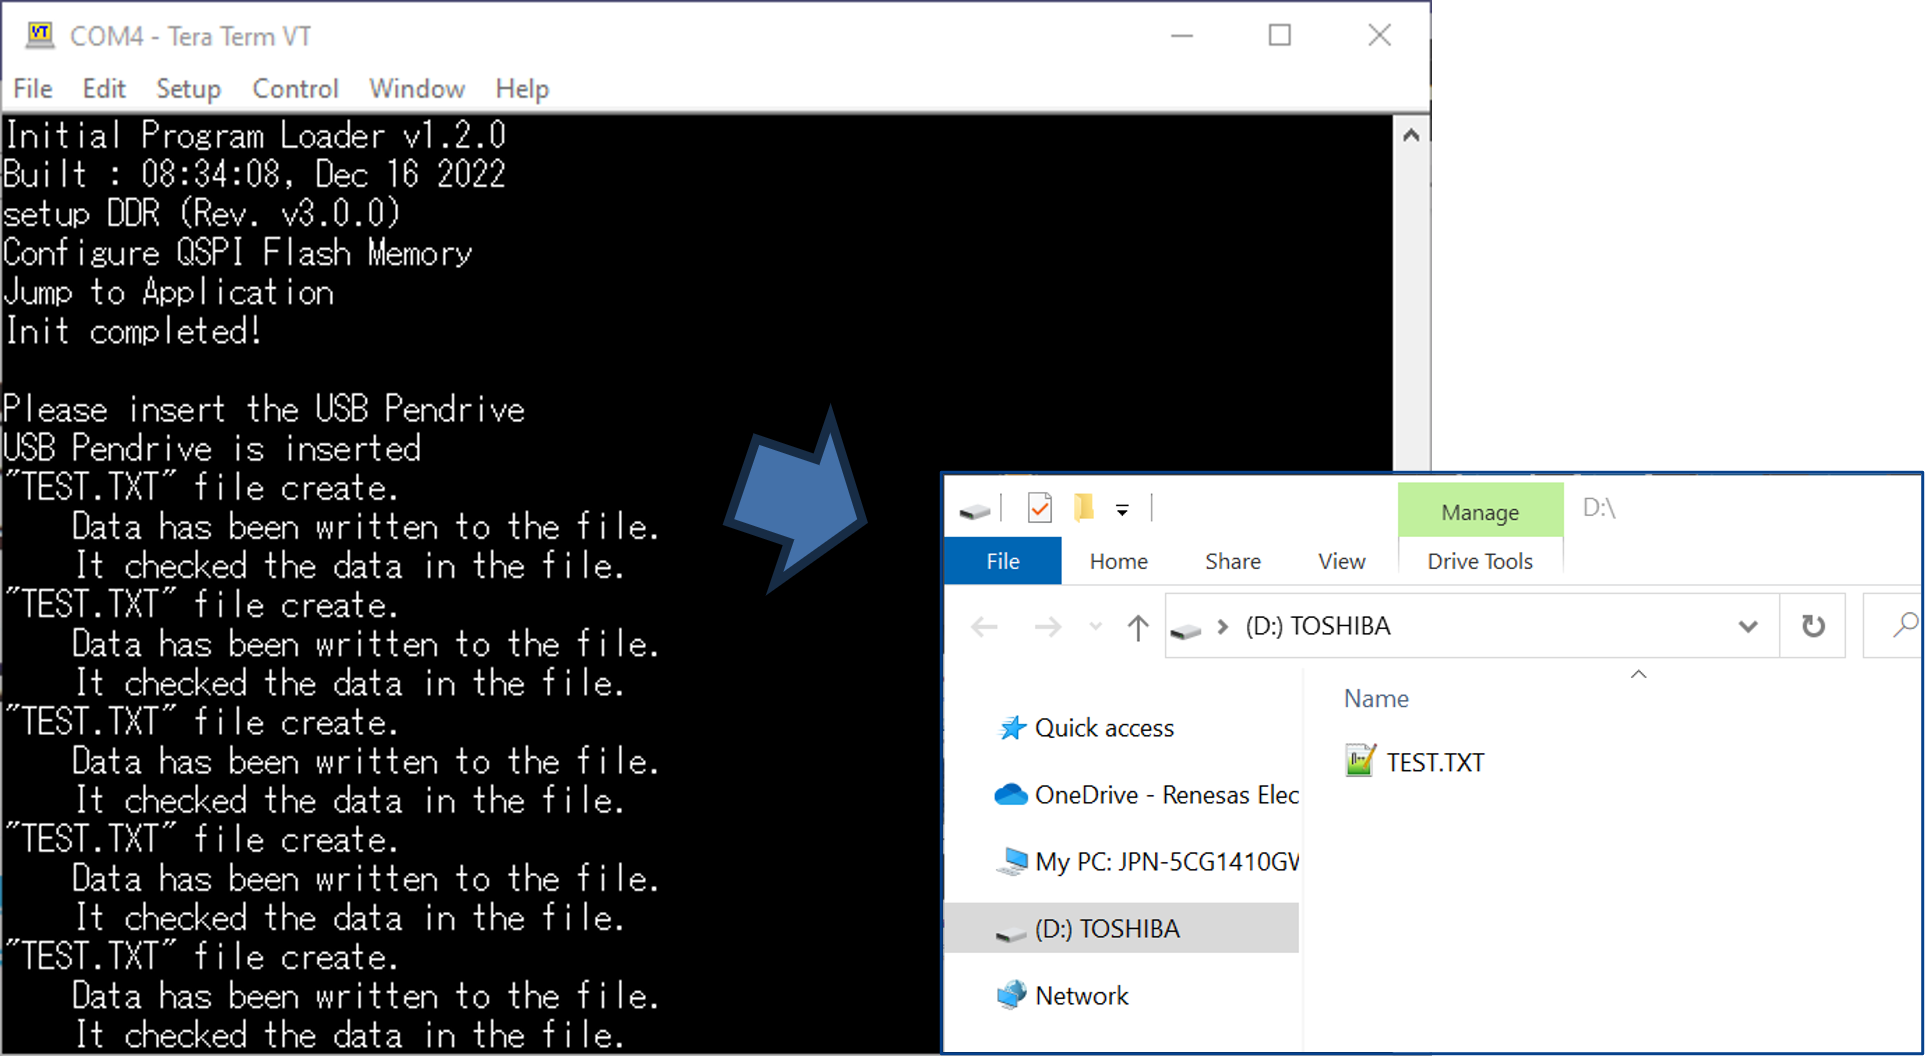 COM4 - Tera Term VT
File Edit Setup Control Window Help
Initial Program Loader v1.2.0
Built : 08:34:08, Dec 16 2022
setup DDR (Rev. v3.0.0)
Configure QSPI Flash Memory
Jump to Application
Init completed!
Please insert the USB Pendrive
USB Pendrive is inserted
"TEST.TXT" file create.
Data has been written to the file.
It checked the data in the file.
"TEST.TXT" file create.
Data has been written to the file.
It checked the data in the file.
"TEST.TXT" file create.
Data has been written to the file.
It checked the data in the file.
"TEST.TXT" file create.
Data has been written to the file.
It checked the data in the file.
"TEST.TXT" file create.
Data has been written to the file.
It checked the data in the file.
Manage D:\
File Home Share View Drive Tools
(D:) TOSHIBA
Name
TEST.TXT
Quick access
OneDrive - Renesas Elec
My PC: JPN-5CG1410GW
(D:) TOSHIBA
Network